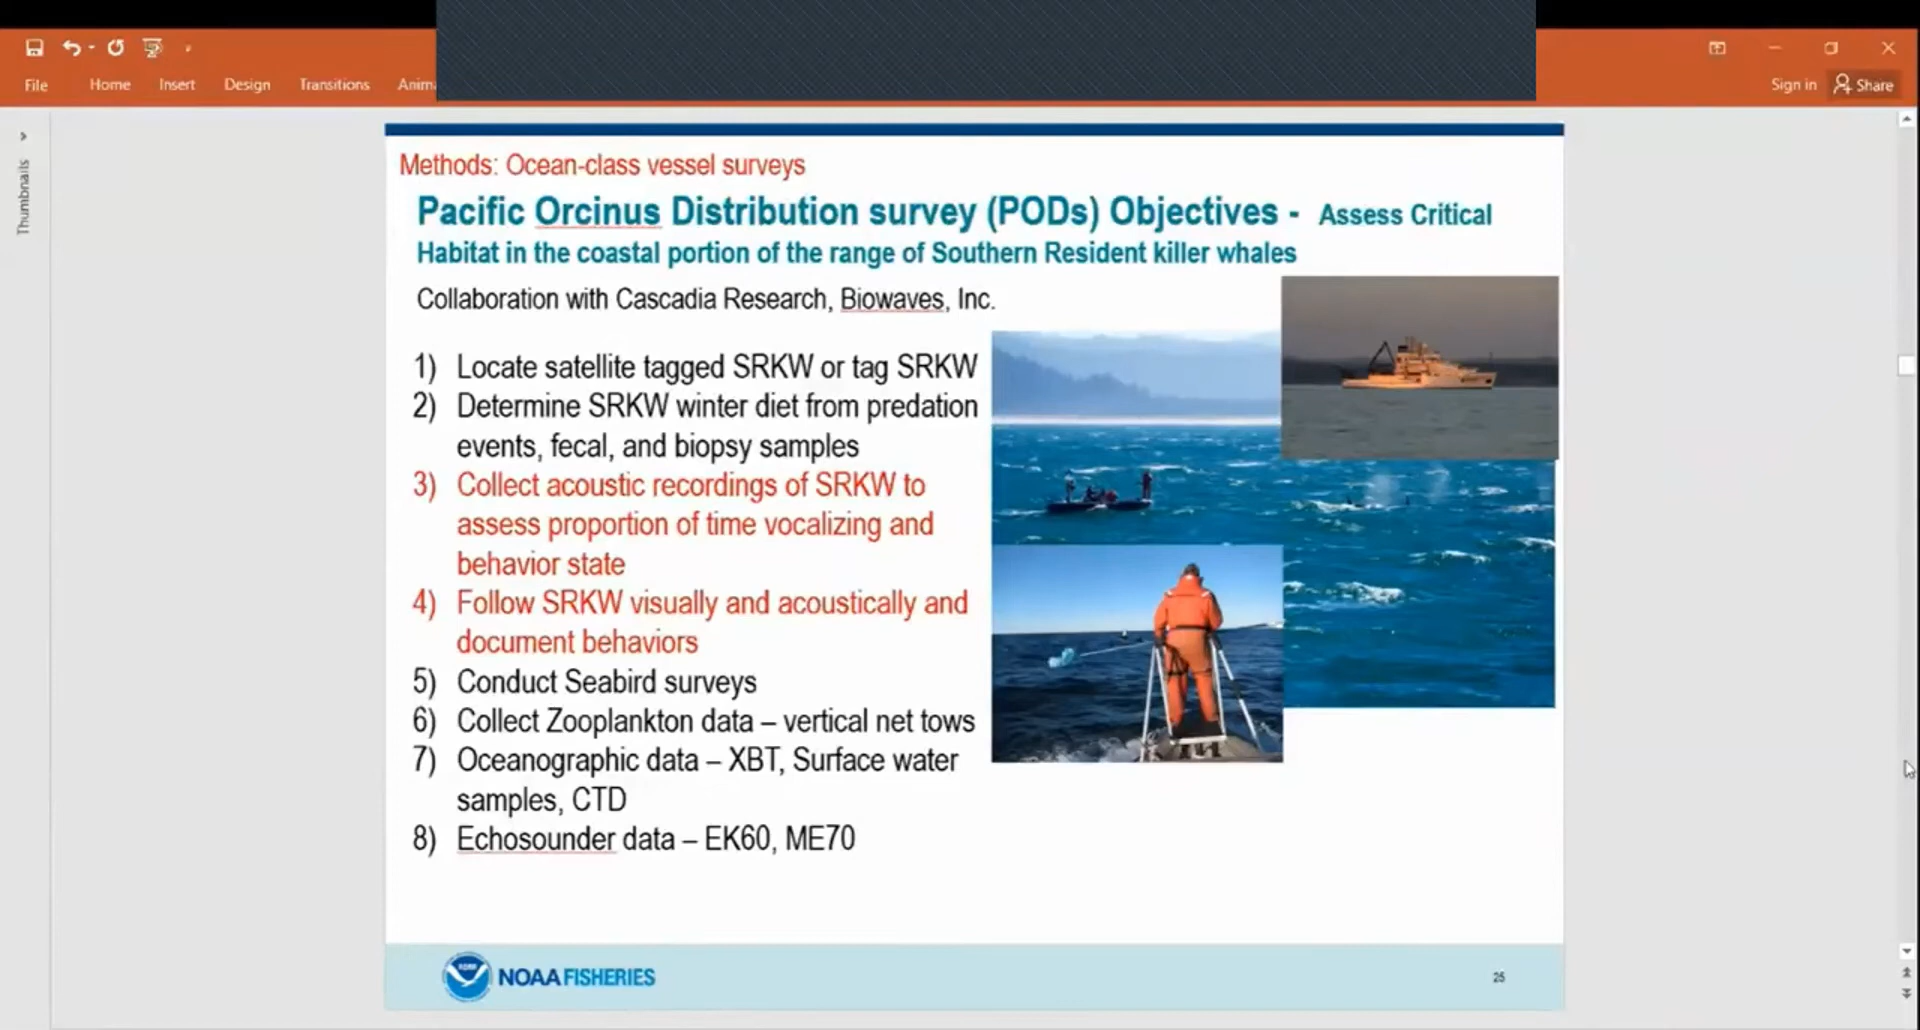 File Home Insert Design Transitions Anim
Sign in Share
Thumbnails
Methods: Ocean-class vessel surveys
Pacific Orcinus Distribution survey (PODs) Objectives - Assess Critical
Habitat in the coastal portion of the range of Southern Resident killer whales
Collaboration with Cascadia Research, Biowaves, Inc.
1) Locate satellite tagged SRKW or tag SRKW
2) Determine SRKW winter diet from predation
events, fecal, and biopsy samples
3) Collect acoustic recordings of SRKW to
assess proportion of time vocalizing and
behavior state
4) Follow SRKW visually and acoustically and
document behaviors
5) Conduct Seabird surveys
6) Collect Zooplankton data – vertical net tows
7) Oceanographic data – XBT, Surface water
samples, CTD
8) Echosounder data – EK60, ME70
NOAA FISHERIES
25